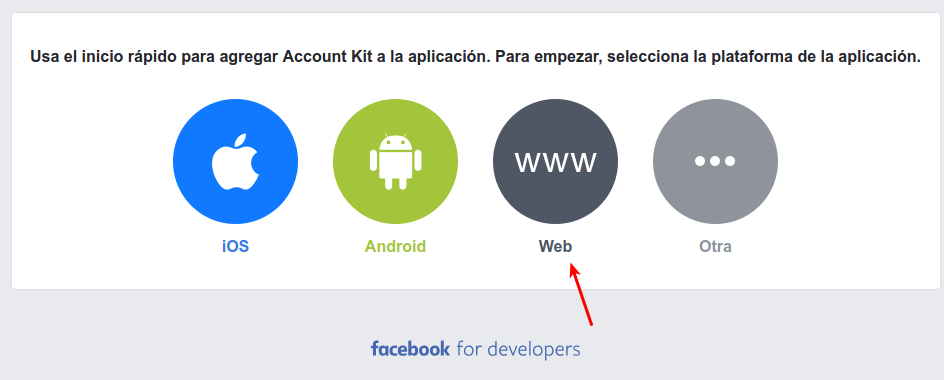 Usa el inicio rápido para agregar Account Kit a la aplicación. Para empezar, selecciona la plataforma de la aplicación.
www
iOS Android Web Otra
facebook for developers